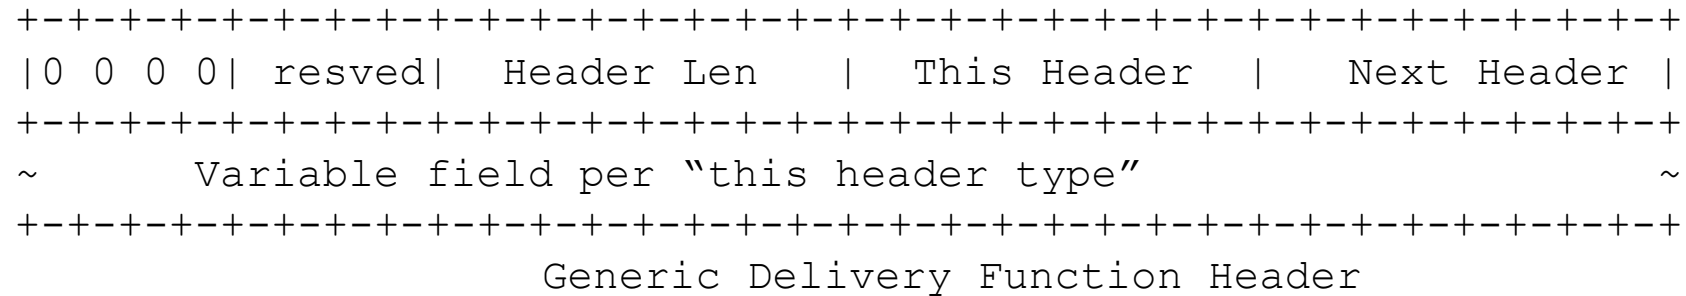 +-+-+-+-+-+-+-+-+-+-+-+-+-+-+-+-+-+-+-+-+-+-+-+-+-+-+-+-+-+-+-+-+
|0 0 0 0| resved|  Header Len   |  This Header  |   Next Header |
+-+-+-+-+-+-+-+-+-+-+-+-+-+-+-+-+-+-+-+-+-+-+-+-+-+-+-+-+-+-+-+-+
~      Variable field per “this header type”                    ~
+-+-+-+-+-+-+-+-+-+-+-+-+-+-+-+-+-+-+-+-+-+-+-+-+-+-+-+-+-+-+-+-+
Generic Delivery Function Header